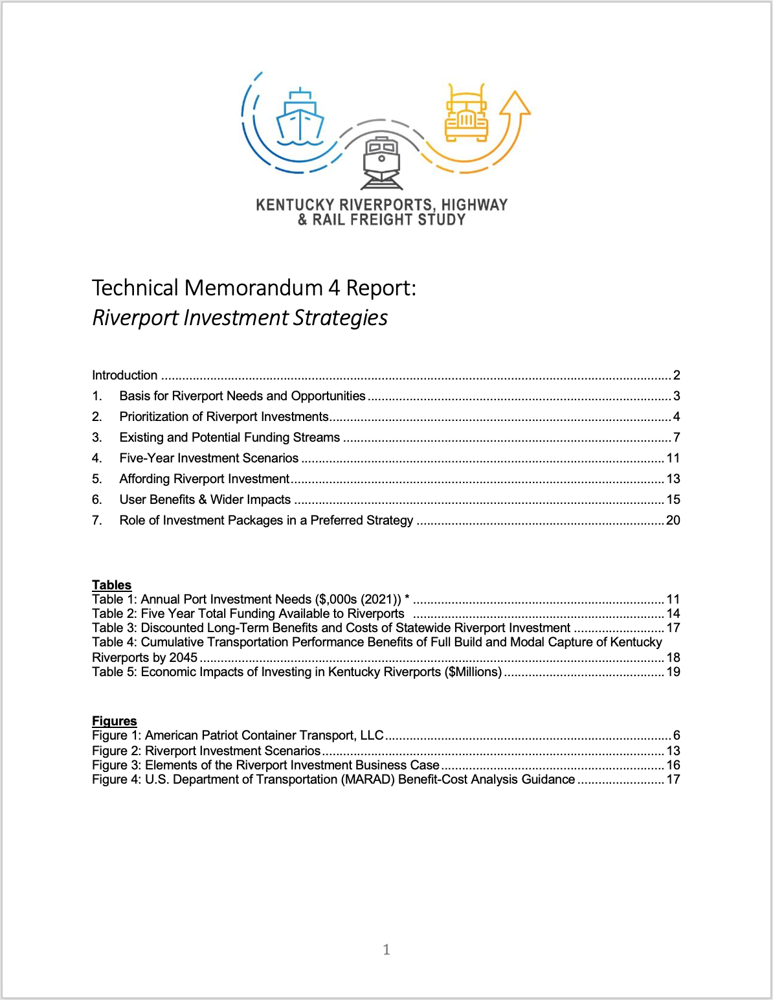 KENTUCKY RIVERPORTS, HIGHWAY
& RAIL FREIGHT STUDY
Technical Memorandum 4 Report:
Riverport Investment Strategies
Introduction ........................................................................................................ 2
1. Basis for Riverport Needs and Opportunities ........................................................................ 3
2. Prioritization of Riverport Investments ........................................................................ 4
3. Existing and Potential Funding Streams ........................................................................ 7
4. Five-Year Investment Scenarios ........................................................................ 11
5. Affording Riverport Investment ........................................................................ 13
6. User Benefits & Wider Impacts ........................................................................ 15
7. Role of Investment Packages in a Preferred Strategy ........................................................................ 20
Tables
Table 1: Annual Port Investment Needs ($,000s (2021)) * ........................................................................ 11
Table 2: Five Year Total Funding Available to Riverports ........................................................................ 14
Table 3: Discounted Long-Term Benefits and Costs of Statewide Riverport Investment .......................... 17
Table 4: Cumulative Transportation Performance Benefits of Full Build and Modal Capture of Kentucky
Riverports by 2045 ........................................................................ 18
Table 5: Economic Impacts of Investing in Kentucky Riverports ($Millions) .............................................. 19
Figures
Figure 1: American Patriot Container Transport, LLC ........................................................................ 6
Figure 2: Riverport Investment Scenarios ........................................................................ 13
Figure 3: Elements of the Riverport Investment Business Case ................................................................ 16
Figure 4: U.S. Department of Transportation (MARAD) Benefit-Cost Analysis Guidance ......................... 17
1